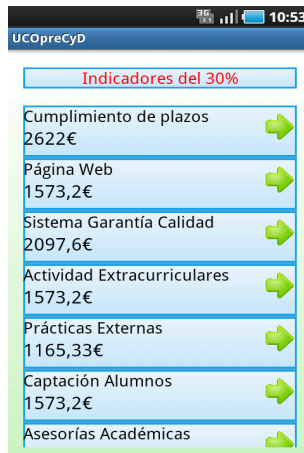 3G
10:53
UCOpreCyD
Indicadores del 30%
Cumplimiento de plazos
2622€
Página Web
1573,2€
Sistema Garantía Calidad
2097,6€
Actividad Extracurriculares
1573,2€
Prácticas Externas
1165,33€
Captación Alumnos
1573,2€
Asesorías Académicas